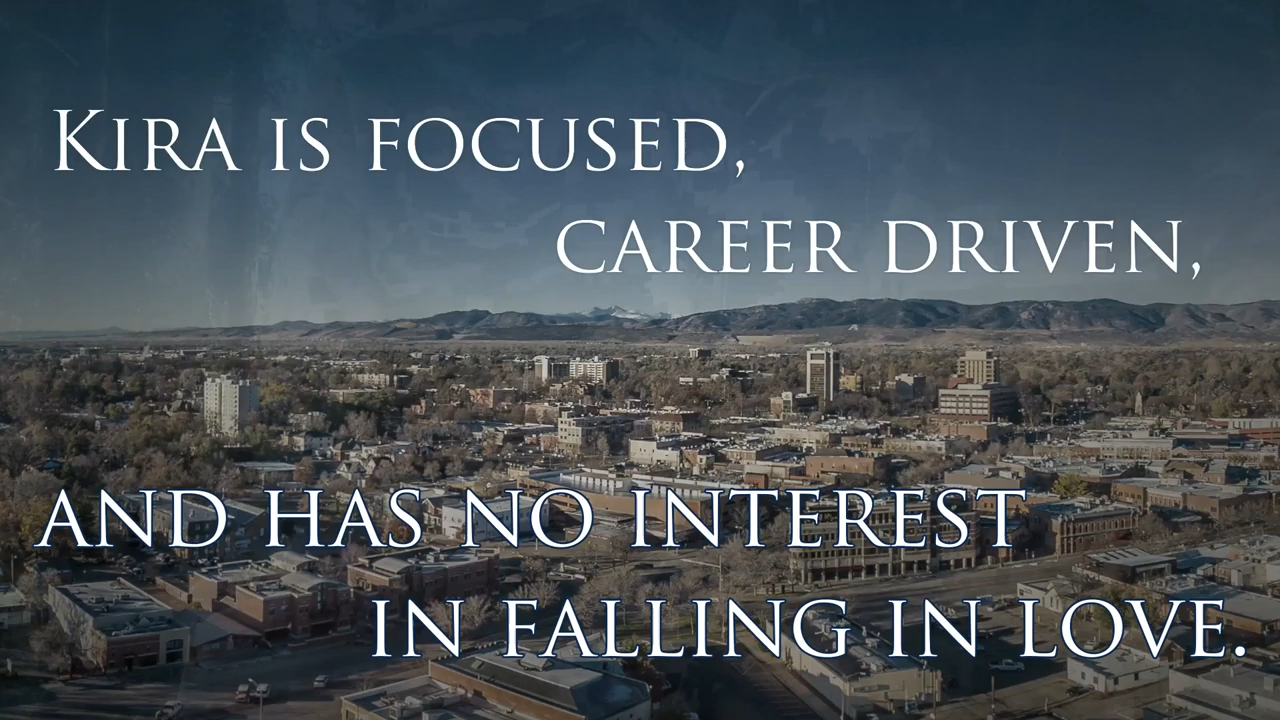 Kira is focused,
career driven,
and has no interest
in falling in love.